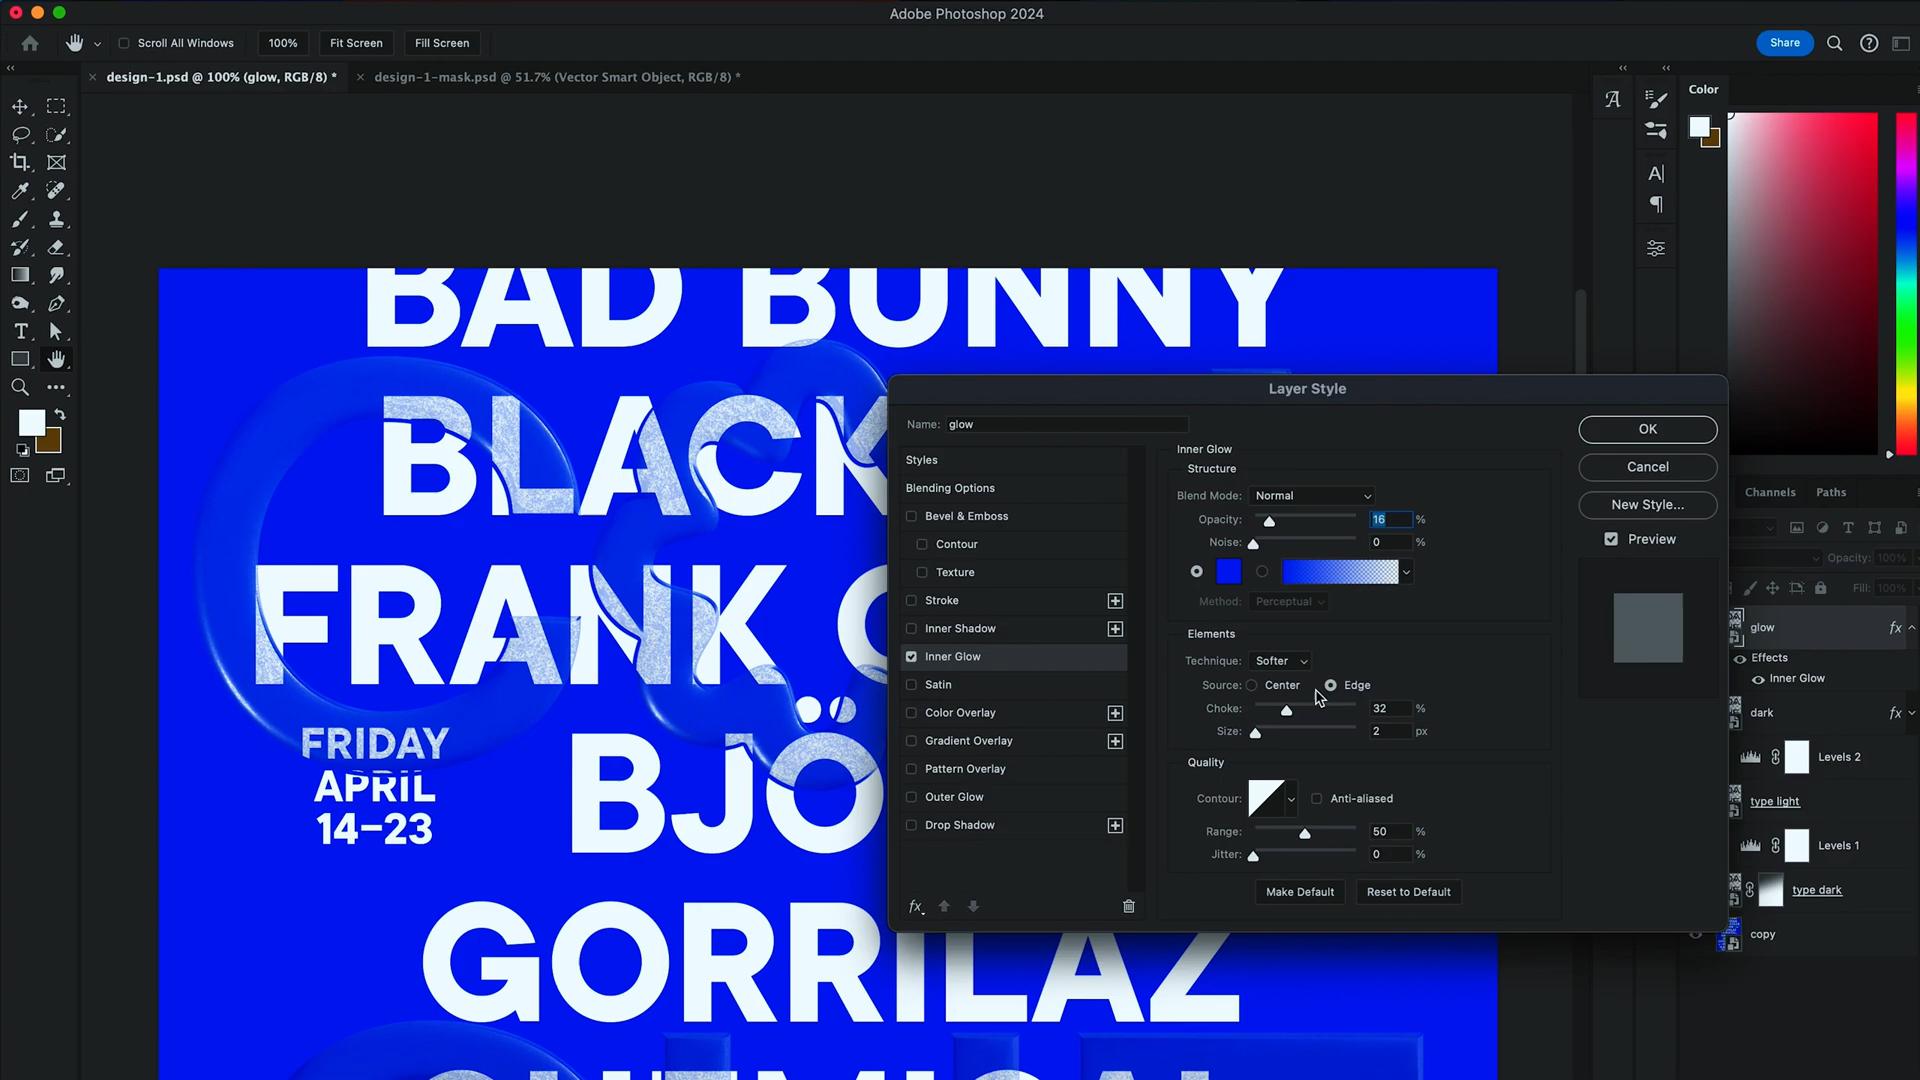 Adobe Photoshop 2024
Scroll All Windows
100%
Fit Screen
Fill Screen
Share
design-1.psd @ 100% (glow, RGB/8) *
design-1-mask.psd @ 51.7% (Vector Smart Object, RGB/8) *
Color
BAD BUNNY
BLACK
FRANK
FRIDAY
APRIL
14–23
BJÖ
GORRILAZ
Layer Style
Name: glow
Styles
Blending Options
Bevel & Emboss
Contour
Texture
Stroke
Inner Shadow
Inner Glow
Satin
Color Overlay
Gradient Overlay
Pattern Overlay
Outer Glow
Drop Shadow
fx
Inner Glow
Structure
Blend Mode: Normal
Opacity: 16 %
Noise: 0 %
Method: Perceptual
Elements
Technique: Softer
Source: Center Edge
Choke: 32 %
Size: 2 px
Quality
Contour: Anti-aliased
Range: 50 %
Jitter: 0 %
Make Default
Reset to Default
OK
Cancel
New Style...
Preview
Channels
Paths
Opacity: 100%
Fill: 100%
glow fx
Effects
Inner Glow
dark fx
Levels 2
type light
Levels 1
type dark
copy